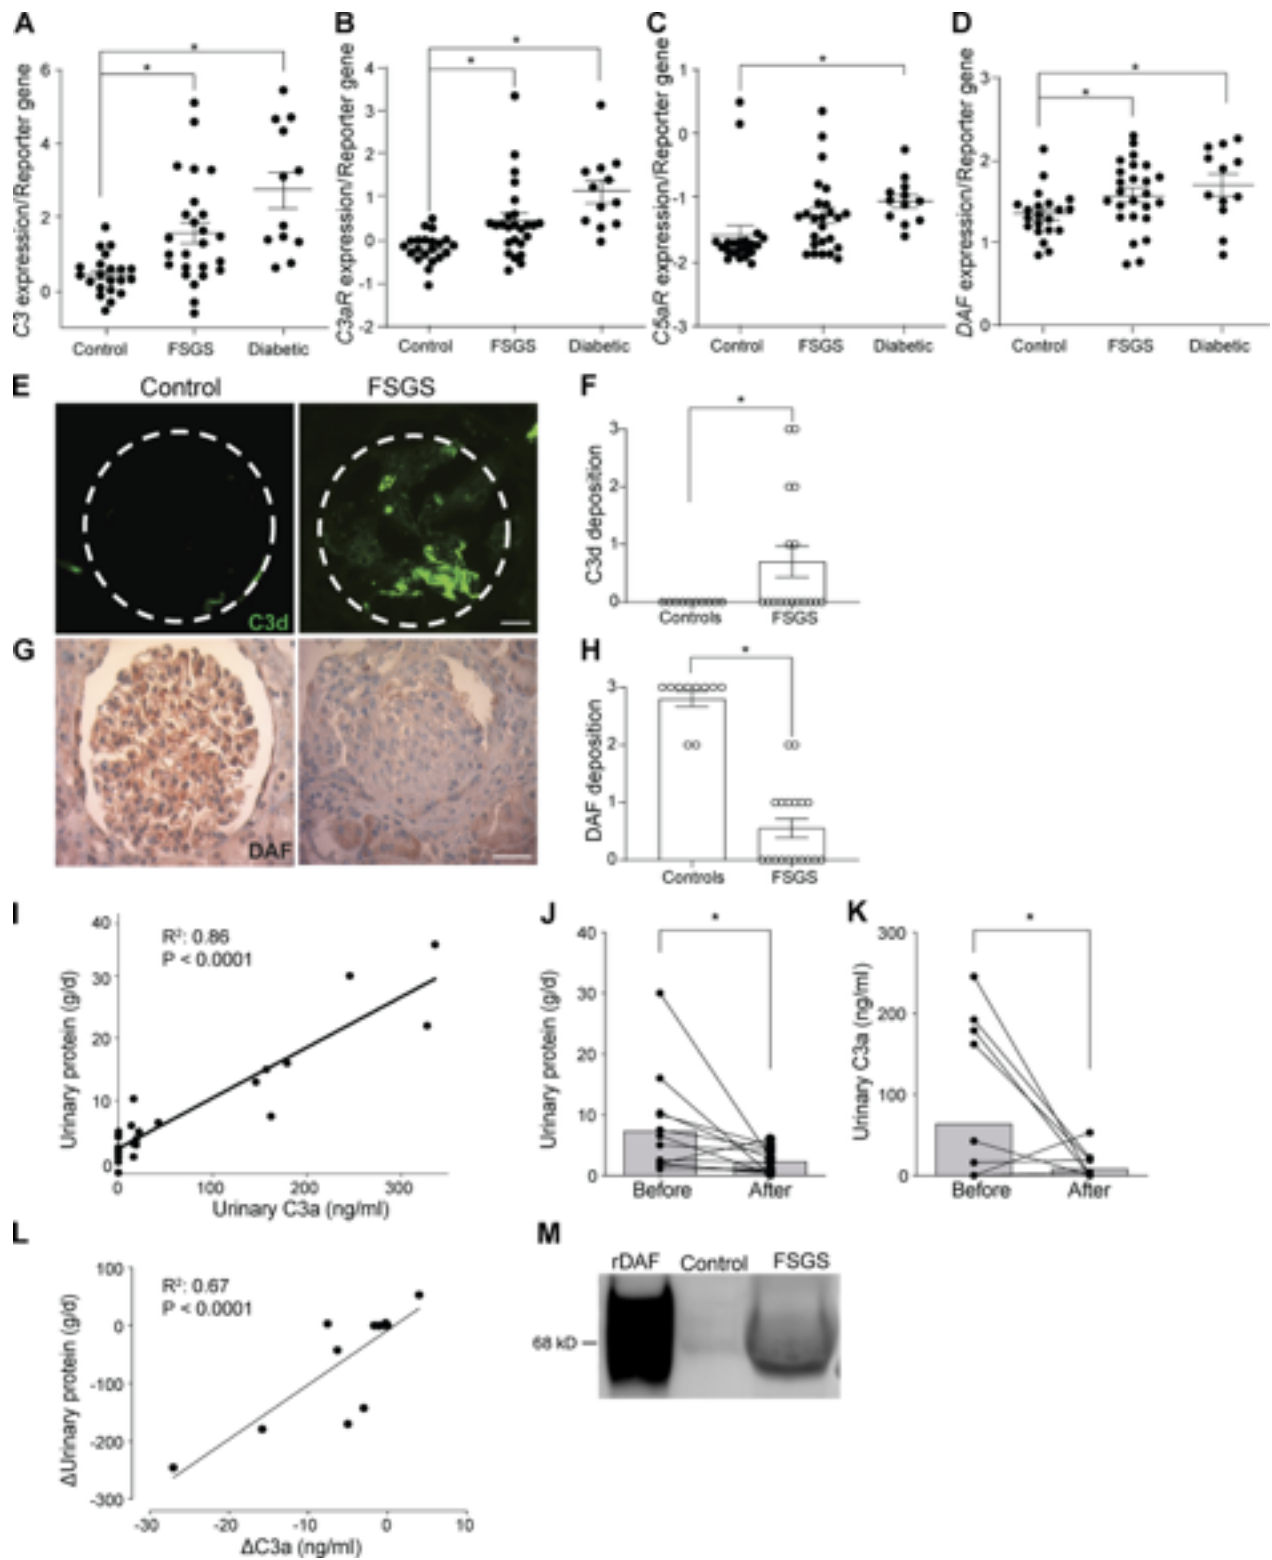 A
B
C
D
C3 expression/Reporter gene
6
4
2
0
*
*
Control
FSGS
Diabetic
C3aR expression/Reporter gene
4
3
2
1
0
-1
-2
*
*
Control
FSGS
Diabetic
C5aR expression/Reporter gene
1
0
-1
-2
-3
*
Control
FSGS
Diabetic
DAF expression/Reporter gene
3
2
1
0
*
*
Control
FSGS
Diabetic
E
Control
FSGS
C3d
F
C3d deposition
3
2
1
0
*
Controls
FSGS
G
DAF
H
DAF deposition
3
2
1
0
*
Controls
FSGS
I
R²: 0.86
P < 0.0001
Urinary protein (g/d)
40
30
20
10
0
0
100
200
300
Urinary C3a (ng/ml)
J
Urinary protein (g/d)
40
30
20
10
0
*
Before
After
K
Urinary C3a (ng/ml)
300
200
100
0
*
Before
After
L
R²: 0.67
P < 0.0001
ΔUrinary protein (g/d)
100
0
-100
-200
-300
-30
-20
-10
0
10
ΔC3a (ng/ml)
M
rDAF
Control
FSGS
68 kD